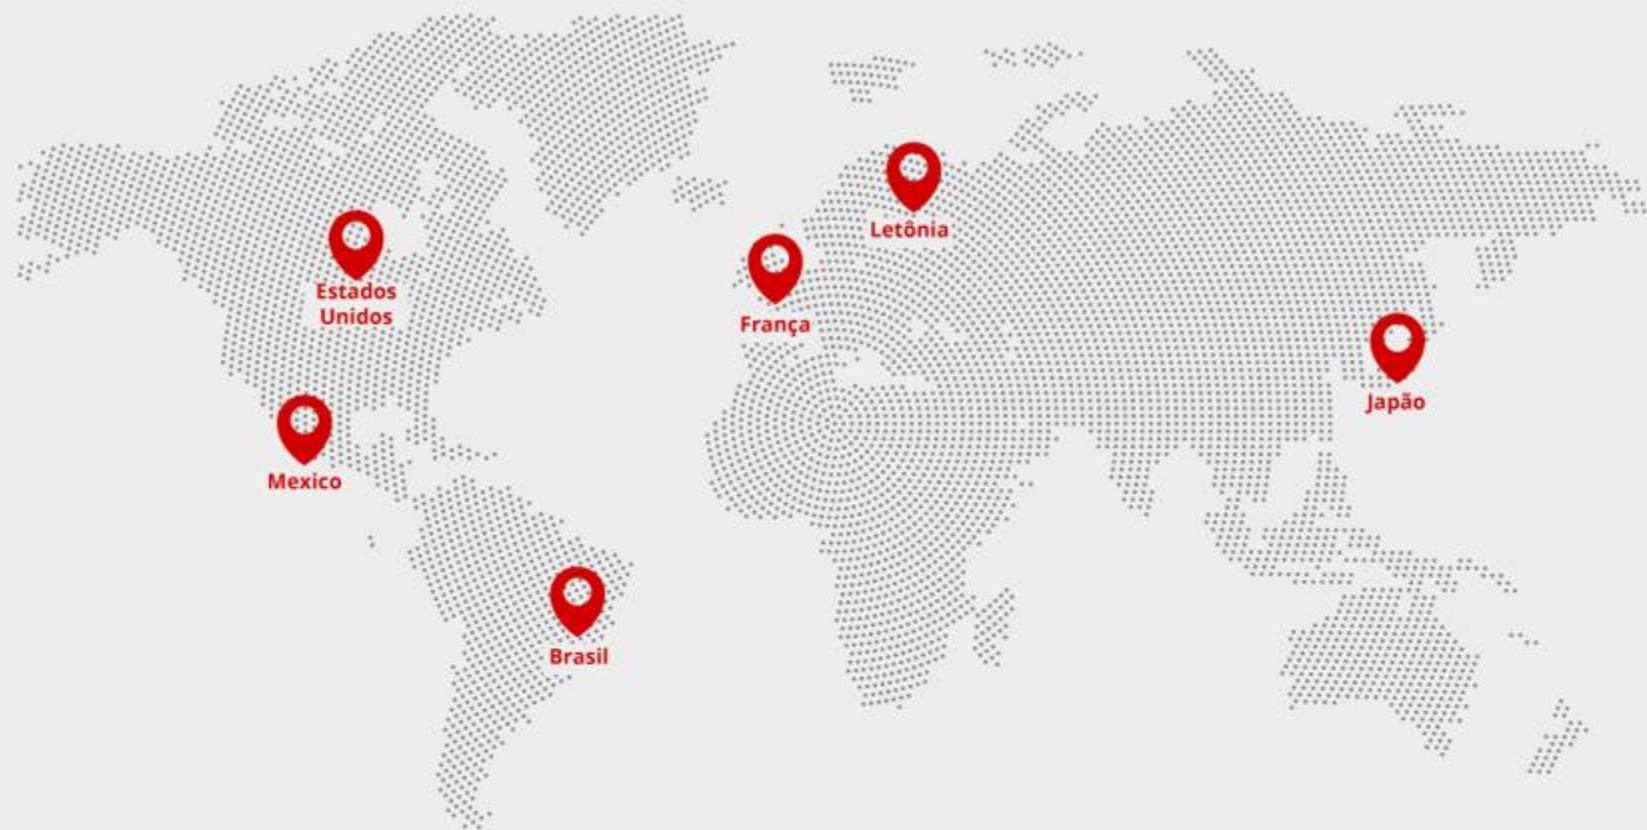 Letônia
Estados
Unidos
França
Japão
Mexico
Brasil